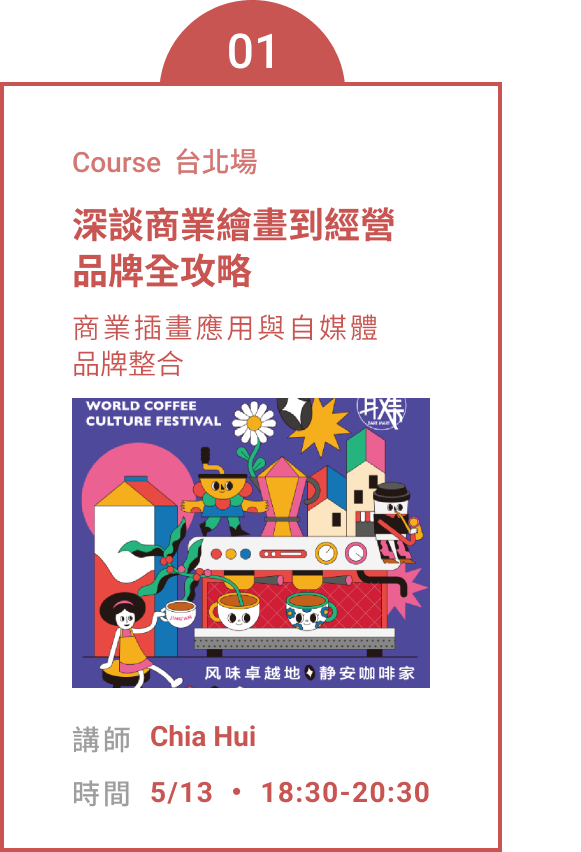 01
Course 台北場
深談商業繪畫到經營
品牌全攻略
商業插畫應用與自媒體
品牌整合
WORLD COFFEE
CULTURE FESTIVAL
风味卓越地 静安咖啡家
講師 Chia Hui
時間 5/13 • 18:30-20:30